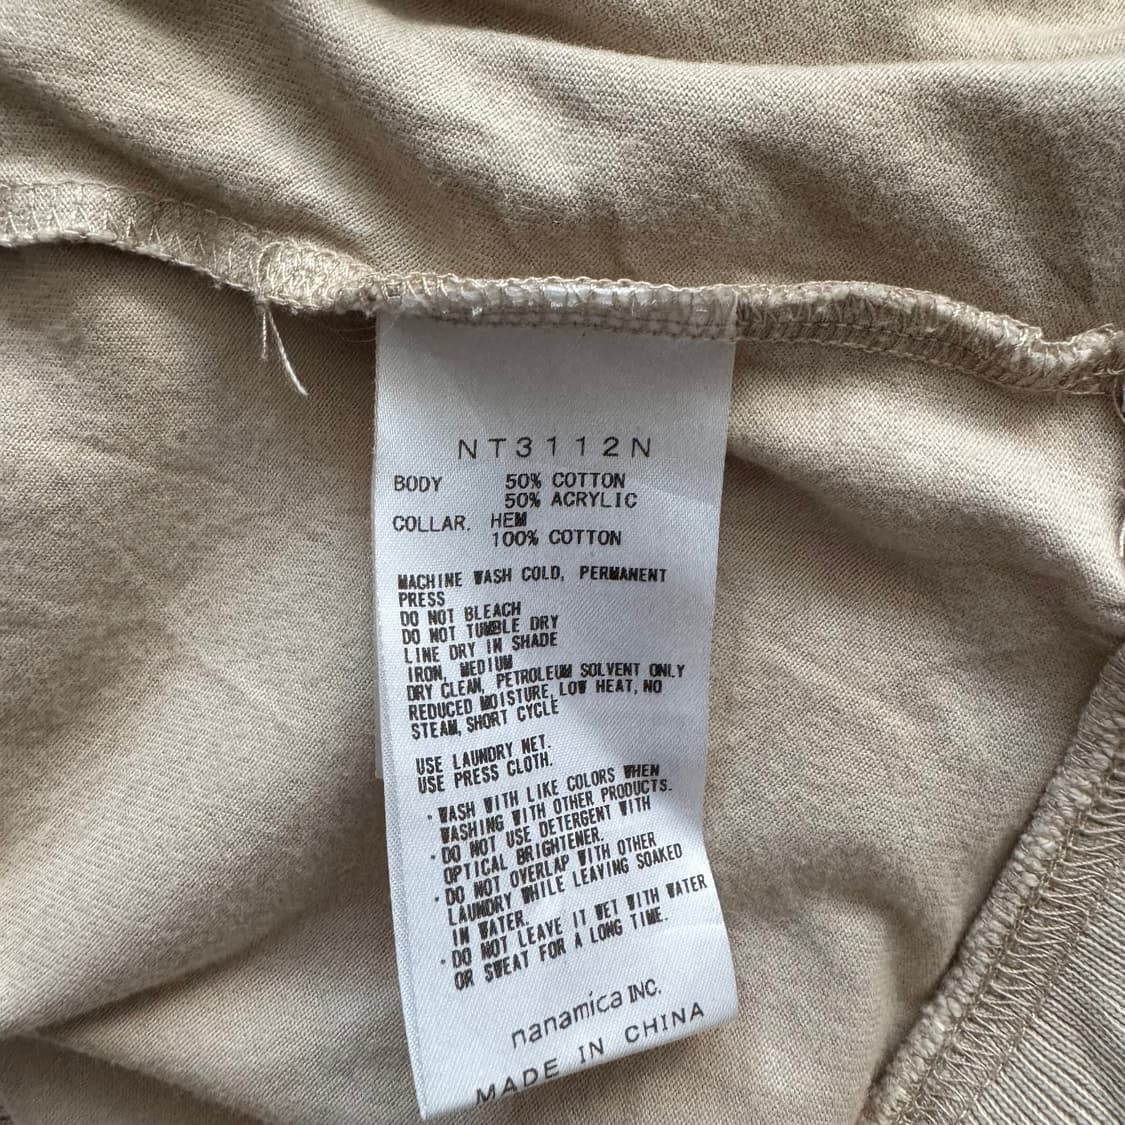 NT3112N
BODY 50% COTTON
50% ACRYLIC
COLLAR. HEM
100% COTTON
MACHINE WASH COLD, PERMANENT
PRESS
DO NOT BLEACH
DO NOT TUMBLE DRY
LINE DRY IN SHADE
IRON, MEDIUM
DRY CLEAN, PETROLEUM SOLVENT ONLY
REDUCED MOISTURE, LOW HEAT, NO
STEAM, SHORT CYCLE
USE LAUNDRY NET.
USE PRESS CLOTH.
・WASH WITH LIKE COLORS WHEN
WASHING WITH OTHER PRODUCTS.
・DO NOT USE DETERGENT WITH
OPTICAL BRIGHTENER.
・DO NOT OVERLAP WITH OTHER
LAUNDRY WHILE LEAVING SOAKED
IN WATER.
・DO NOT LEAVE IT WET WITH WATER
OR SWEAT FOR A LONG TIME.
nanamica INC.
MADE IN CHINA